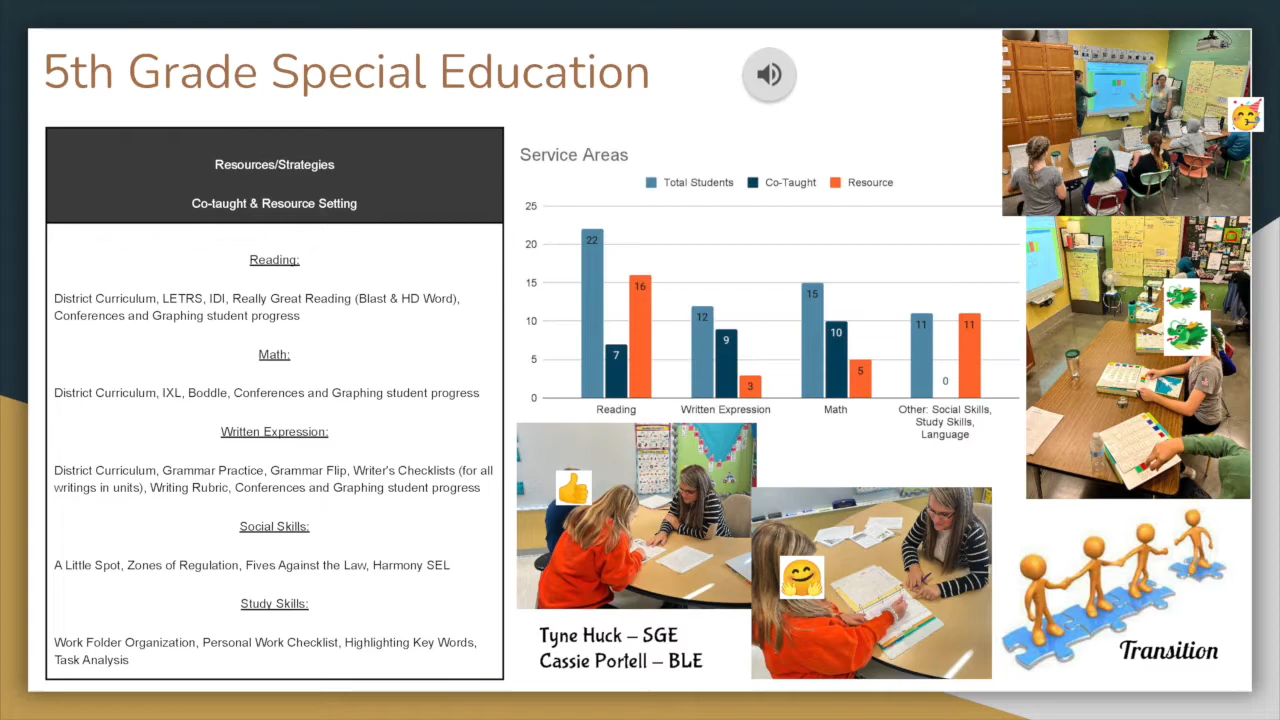 5th Grade Special Education
Resources/Strategies
Co-taught & Resource Setting
Reading:
District Curriculum, LETRS, IDI, Really Great Reading (Blast & HD Word),
Conferences and Graphing student progress
Math:
District Curriculum, IXL, Boddle, Conferences and Graphing student progress
Written Expression:
District Curriculum, Grammar Practice, Grammar Flip, Writer's Checklists (for all
writings in units), Writing Rubric, Conferences and Graphing student progress
Social Skills:
A Little Spot, Zones of Regulation, Fives Against the Law, Harmony SEL
Study Skills:
Work Folder Organization, Personal Work Checklist, Highlighting Key Words,
Task Analysis
Service Areas
Total Students
Co-Taught
Resource
25
20
15
10
5
0
22
7
16
12
9
3
15
10
5
11
0
11
Reading
Written Expression
Math
Other: Social Skills,
Study Skills,
Language
Tyne Huck – SGE
Cassie Portell – BLE
Transition